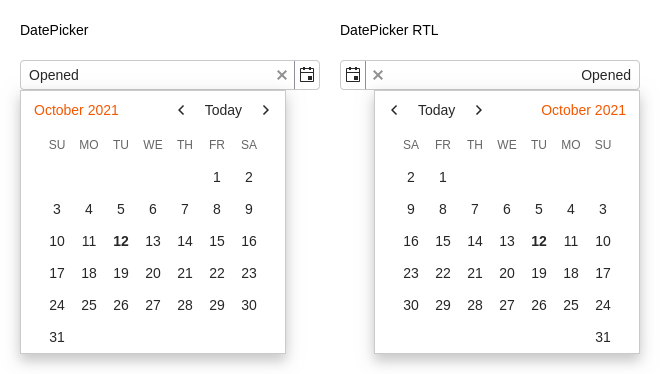 DatePicker
Opened
October 2021 Today
SU MO TU WE TH FR SA
1 2
3 4 5 6 7 8 9
10 11 12 13 14 15 16
17 18 19 20 21 22 23
24 25 26 27 28 29 30
31
DatePicker RTL
Opened
Today October 2021
SA FR TH WE TU MO SU
2 1
9 8 7 6 5 4 3
16 15 14 13 12 11 10
23 22 21 20 19 18 17
30 29 28 27 26 25 24
31